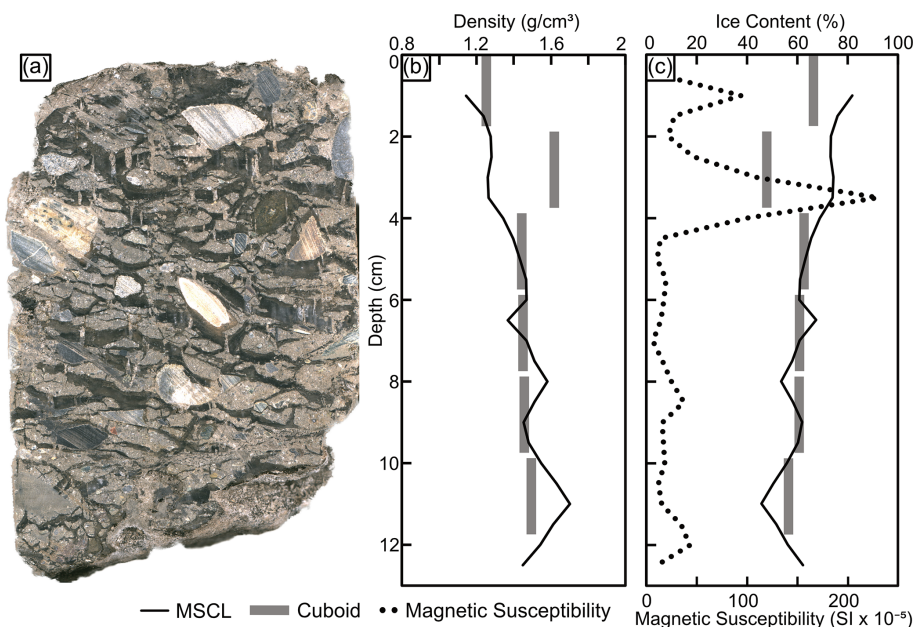 Density (g/cm³)
Ice Content (%)
0.8 1.2 1.6 2
0 20 40 60 80 100
(a)
(b)
(c)
0
2
4
6
8
10
12
Depth (cm)
0 100 200
MSCL Cuboid Magnetic Susceptibility
Magnetic Susceptibility (SI x 10⁻⁵)